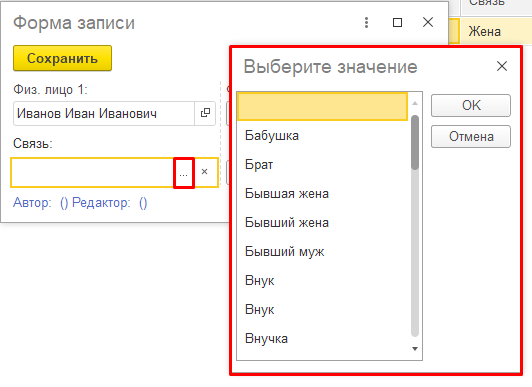 Связь
Жена
Форма записи
Сохранить
Физ. лицо 1:
Иванов Иван Иванович
Связь:
...
Автор: () Редактор: ()
Выберите значение
OK
Отмена
Бабушка
Брат
Бывшая жена
Бывший жена
Бывший муж
Внук
Внук
Внучка